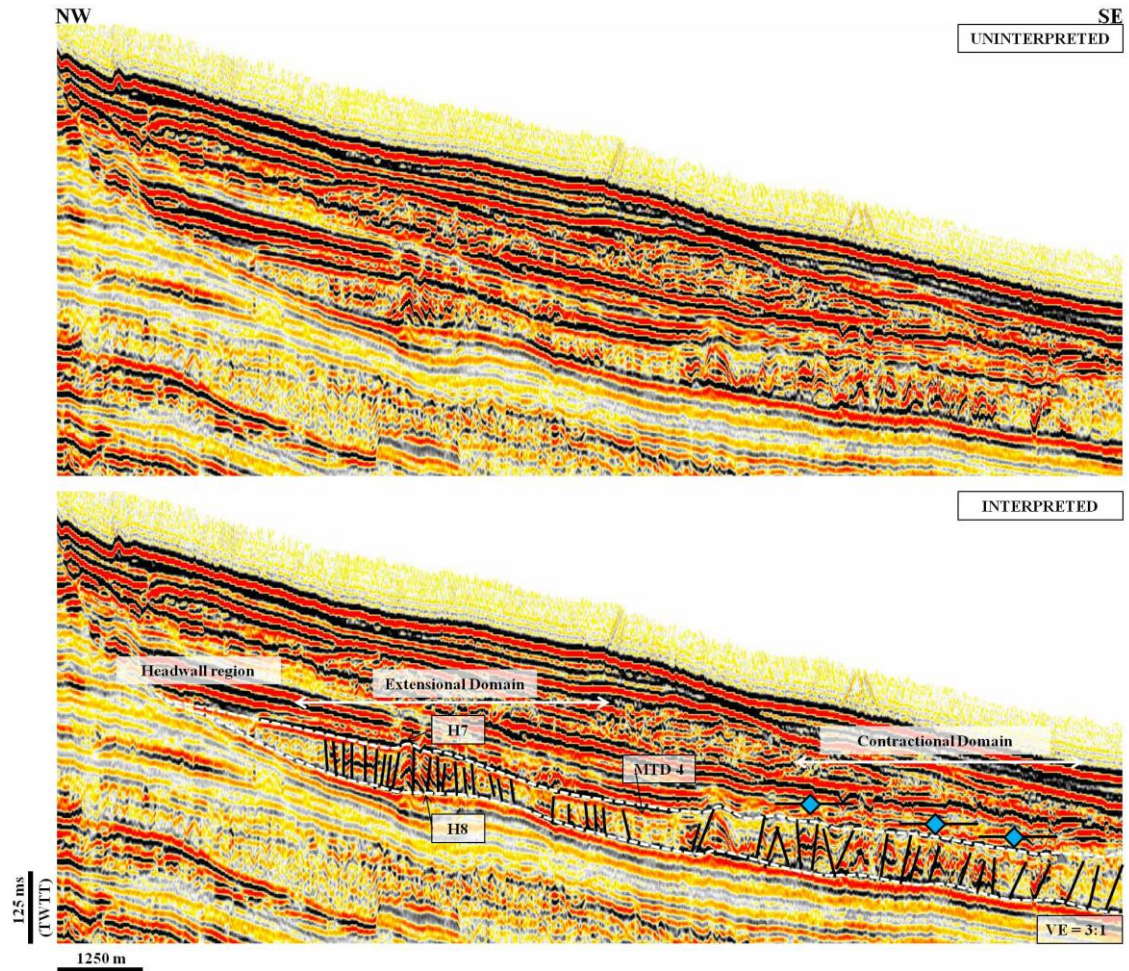 NW
SE
UNINTERPRETED
INTERPRETED
Headwall region
Extensional Domain
H7
Contractional Domain
MTD 4
H8
125 ms
(TWTT)
VE = 3:1
1250 m